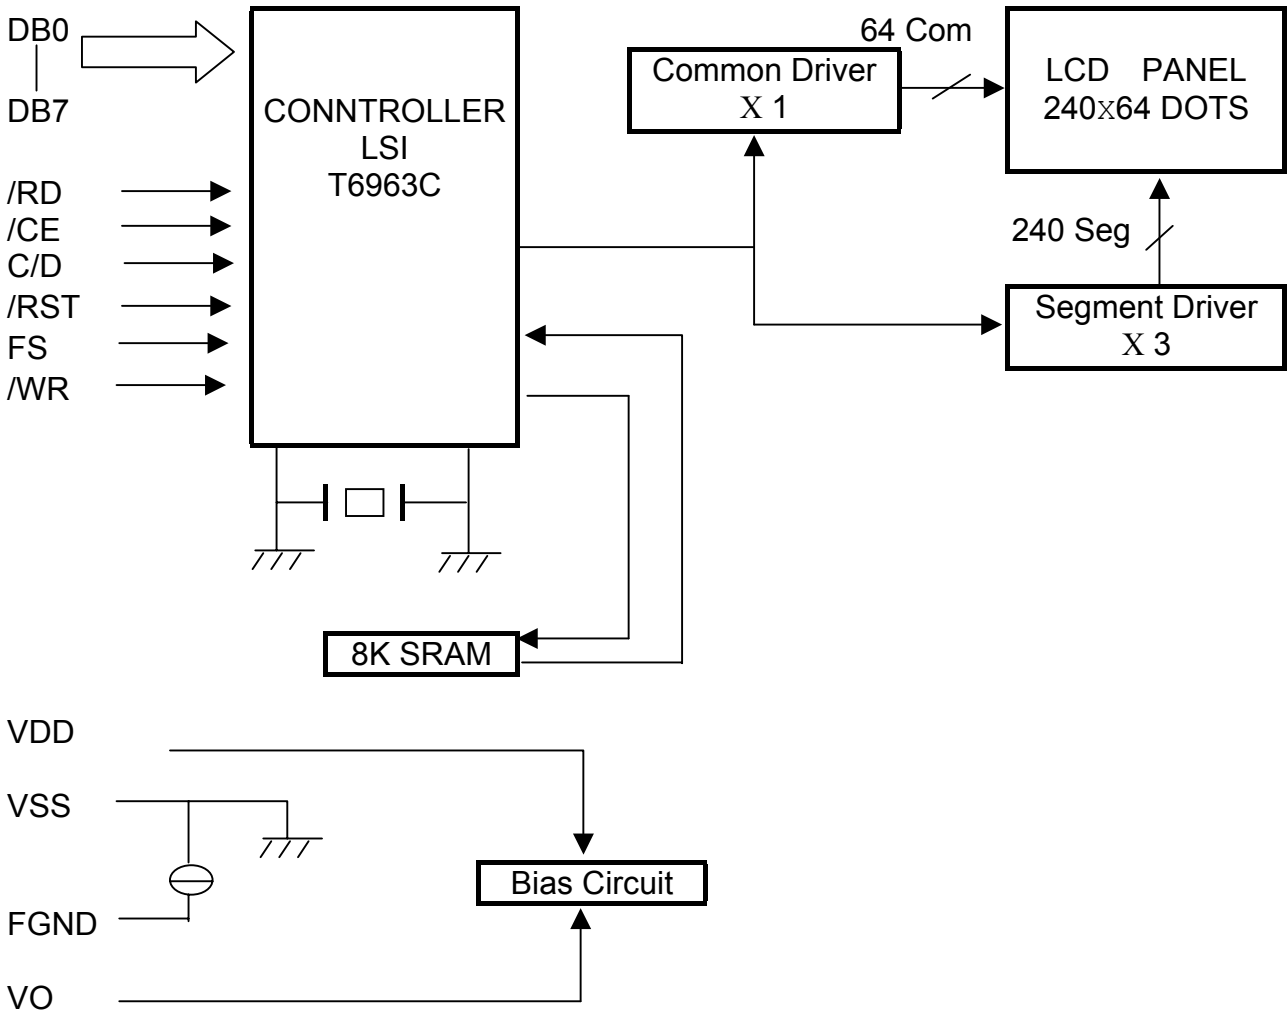 DB0
DB7
/RD
/CE
C/D
/RST
FS
/WR
CONNTROLLER
LSI
T6963C
64 Com
Common Driver
X 1
LCD PANEL
240X64 DOTS
240 Seg
Segment Driver
X 3
8K SRAM
VDD
VSS
FGND
VO
Bias Circuit